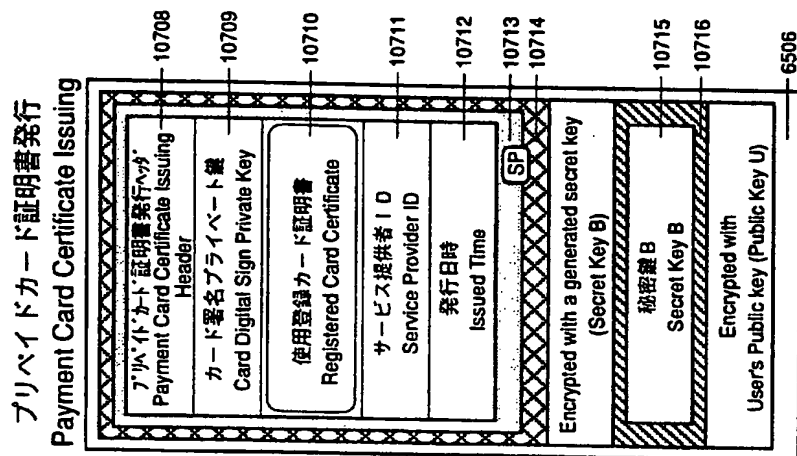 プリペイドカード証明書発行
Payment Card Certificate Issuing
プリペイドカード証明書発行ヘッダ
Payment Card Certificate Issuing
Header
カード署名プライベート鍵
Card Digital Sign Private Key
使用登録カード証明書
Registered Card Certificate
サービス提供者ID
Service Provider ID
発行日時
Issued Time
SP
Encrypted with a generated secret key
(Secret Key B)
秘密鍵B
Secret Key B
Encrypted with
User's Public key (Public Key U)
10708
10709
10710
10711
10712
10713
10714
10715
10716
6506